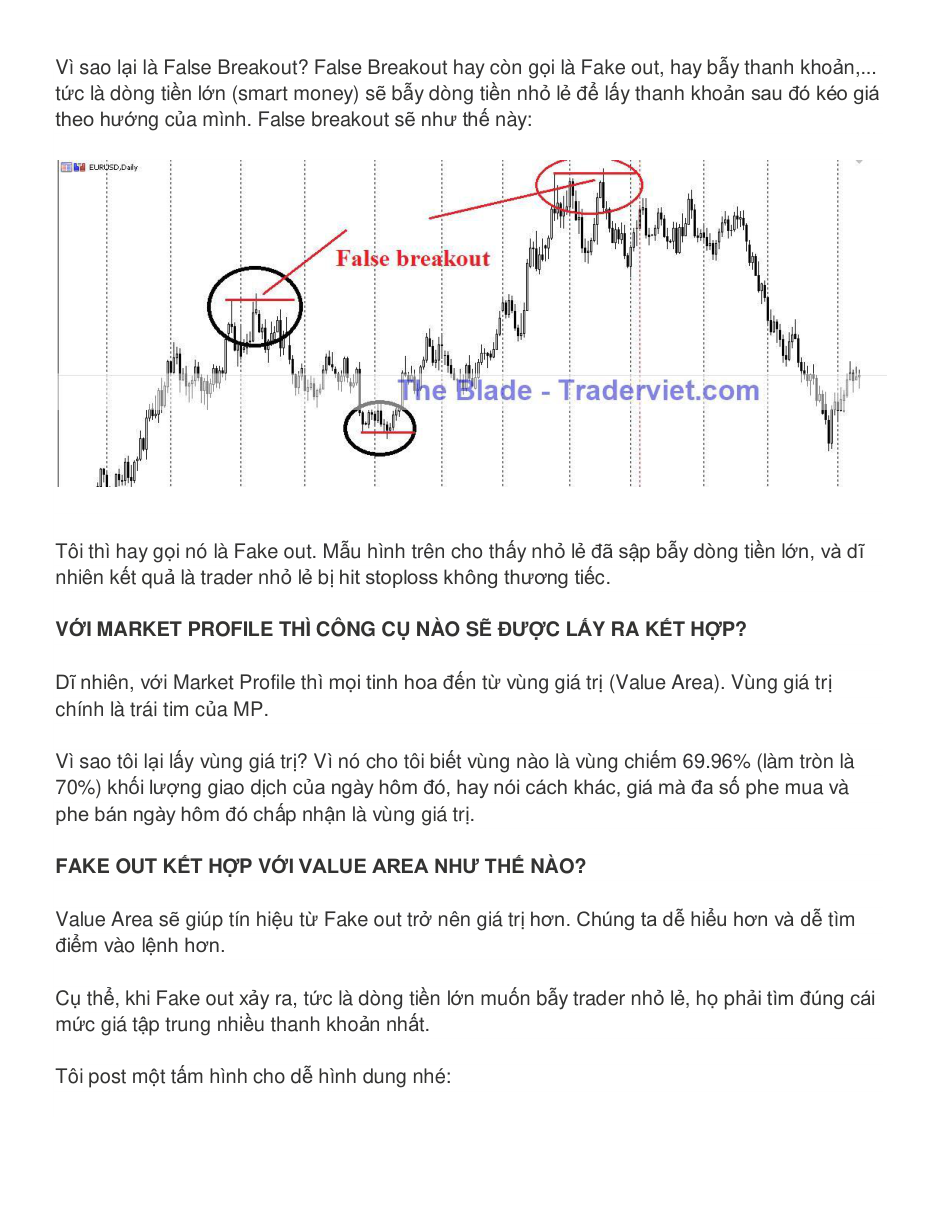 Vì sao lại là False Breakout? False Breakout hay còn gọi là Fake out, hay bẫy thanh khoản,...
tức là dòng tiền lớn (smart money) sẽ bẫy dòng tiền nhỏ lẻ để lấy thanh khoản sau đó kéo giá
theo hướng của mình. False breakout sẽ như thế này:
EURUSD,Daily
False breakout
The Blade - Traderviet.com
Tôi thì hay gọi nó là Fake out. Mẫu hình trên cho thấy nhỏ lẻ đã sập bẫy dòng tiền lớn, và dĩ
nhiên kết quả là trader nhỏ lẻ bị hit stoploss không thương tiếc.
VỚI MARKET PROFILE THÌ CÔNG CỤ NÀO SẼ ĐƯỢC LẤY RA KẾT HỢP?
Dĩ nhiên, với Market Profile thì mọi tinh hoa đến từ vùng giá trị (Value Area). Vùng giá trị
chính là trái tim của MP.
Vì sao tôi lại lấy vùng giá trị? Vì nó cho tôi biết vùng nào là vùng chiếm 69.96% (làm tròn là
70%) khối lượng giao dịch của ngày hôm đó, hay nói cách khác, giá mà đa số phe mua và
phe bán ngày hôm đó chấp nhận là vùng giá trị.
FAKE OUT KẾT HỢP VỚI VALUE AREA NHƯ THẾ NÀO?
Value Area sẽ giúp tín hiệu từ Fake out trở nên giá trị hơn. Chúng ta dễ hiểu hơn và dễ tìm
điểm vào lệnh hơn.
Cụ thể, khi Fake out xảy ra, tức là dòng tiền lớn muốn bẫy trader nhỏ lẻ, họ phải tìm đúng cái
mức giá tập trung nhiều thanh khoản nhất.
Tôi post một tấm hình cho dễ hình dung nhé: